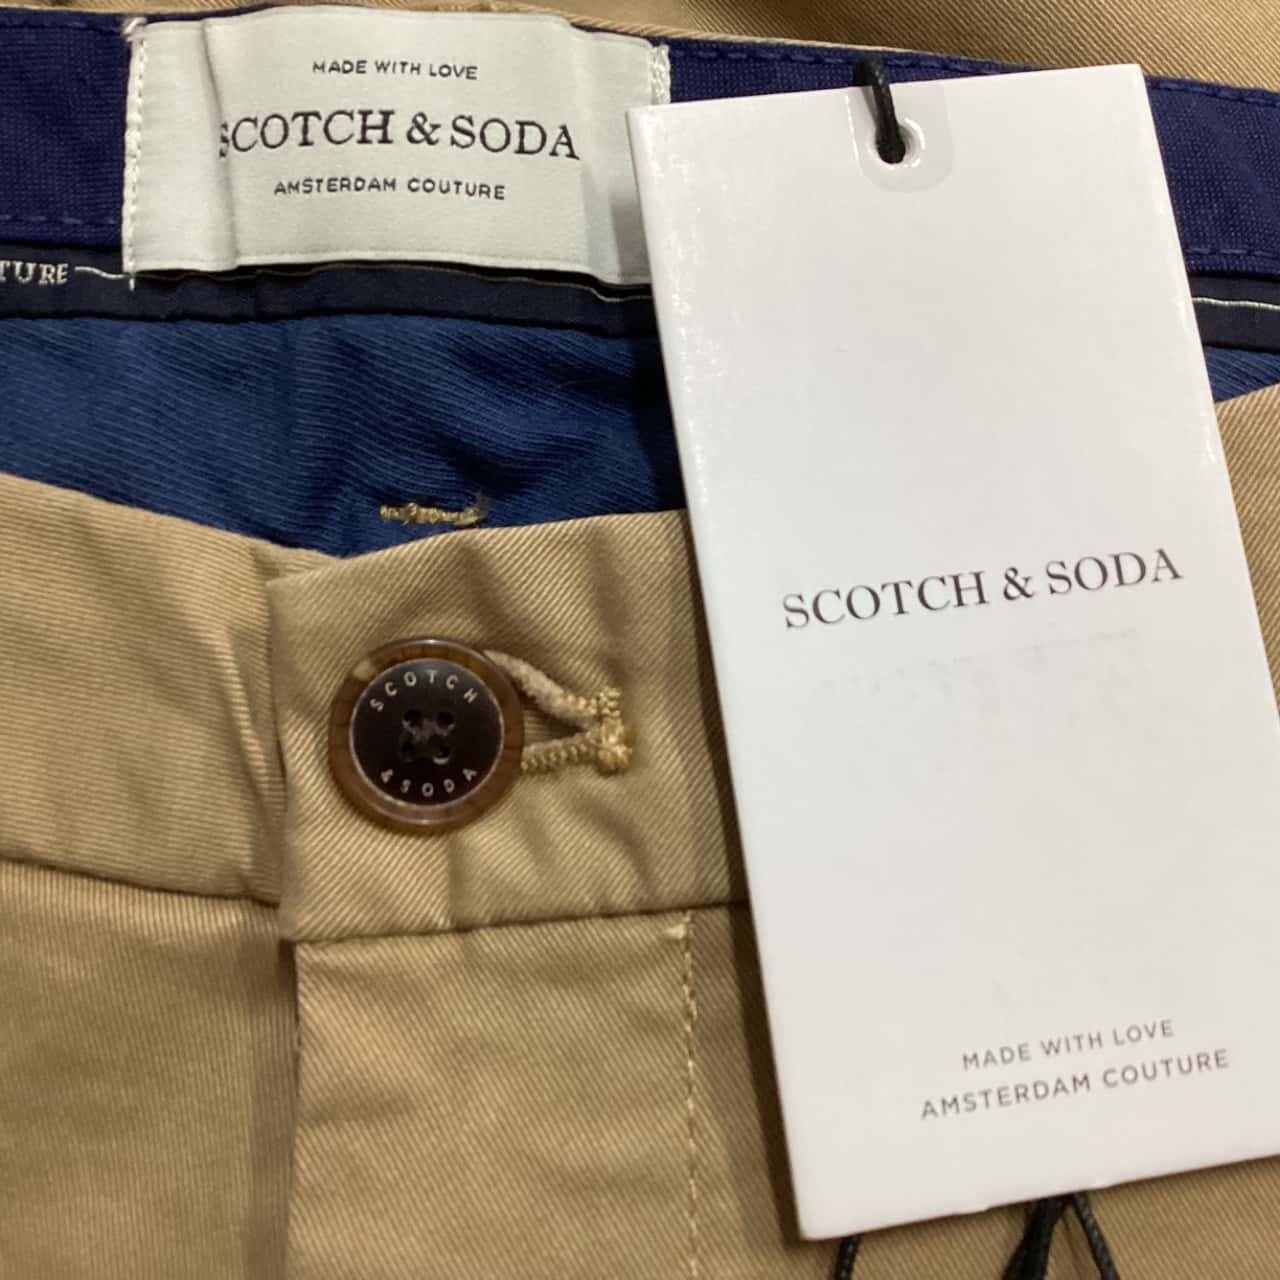 MADE WITH LOVE
SCOTCH & SODA
AMSTERDAM COUTURE
TURE
SCOTCH
& SODA
SCOTCH & SODA
MADE WITH LOVE
AMSTERDAM COUTURE